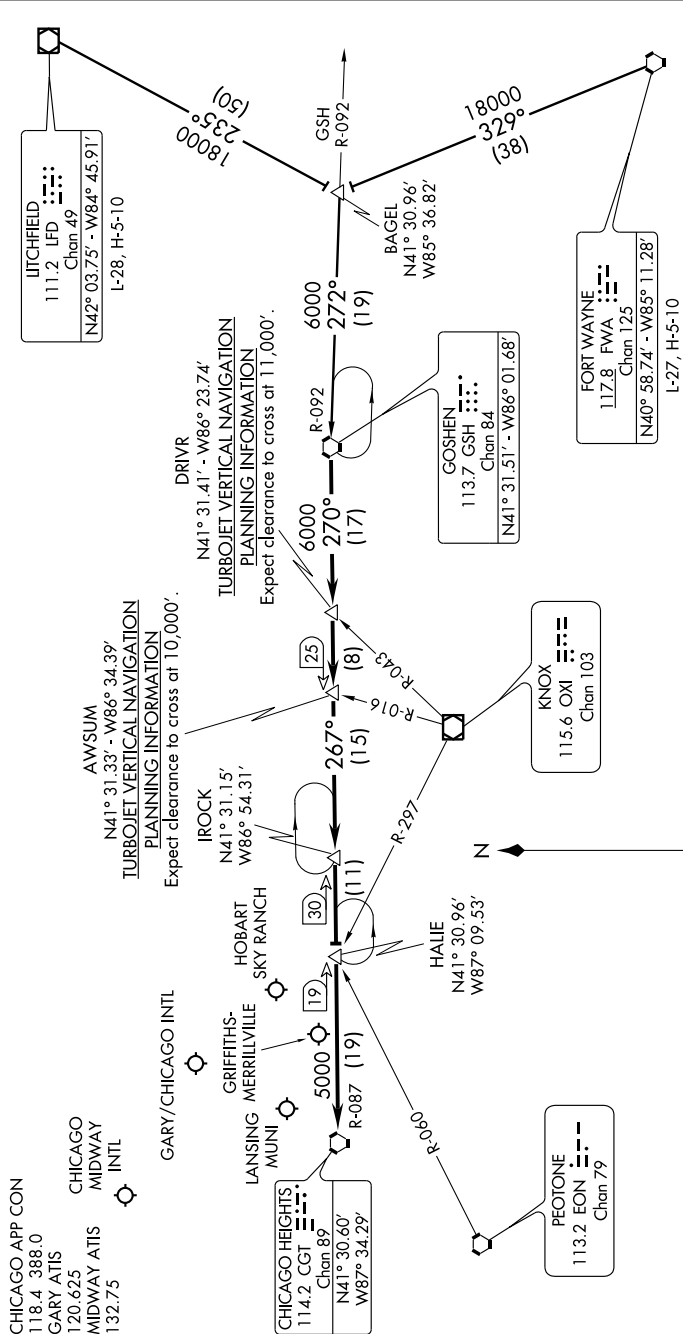 CHICAGO APP CON
118.4 388.0
GARY ATIS
120.625
MIDWAY ATIS
132.75
CHICAGO
MIDWAY
INTL
GARY/CHICAGO INTL
LANSING
MUNI
GRIFFITHS-
MERRILLVILLE
HOBART
SKY RANCH
CHICAGO HEIGHTS
114.2 CGT
Chan 89
N41° 30.60'
W87° 34.29'
R-087
5000
(19)
19
HALIE
N41° 30.96'
W87° 09.53'
30
(11)
IROCK
N41° 31.15'
W86° 54.31'
267°
(15)
AWSUM
N41° 31.33' - W86° 34.39'
TURBOJET VERTICAL NAVIGATION
PLANNING INFORMATION
Expect clearance to cross at 10,000'.
25
(8)
DRIVR
N41° 31.41' - W86° 23.74'
TURBOJET VERTICAL NAVIGATION
PLANNING INFORMATION
Expect clearance to cross at 11,000'.
6000
270°
(17)
R-092
GOSHEN
113.7 GSH
Chan 84
N41° 31.51' - W86° 01.68'
6000
272°
(19)
BAGEL
N41° 30.96'
W85° 36.82'
GSH
R-092
18000
235°
(50)
LITCHFIELD
111.2 LFD
Chan 49
N42° 03.75' - W84° 45.91'
L-28, H-5-10
18000
329°
(38)
FORT WAYNE
117.8 FWA
Chan 125
N40° 58.74' - W85° 11.28'
L-27, H-5-10
R-043
R-016
R-297
KNOX
115.6 OXI
Chan 103
N
R-060
PEOTONE
113.2 EON
Chan 79